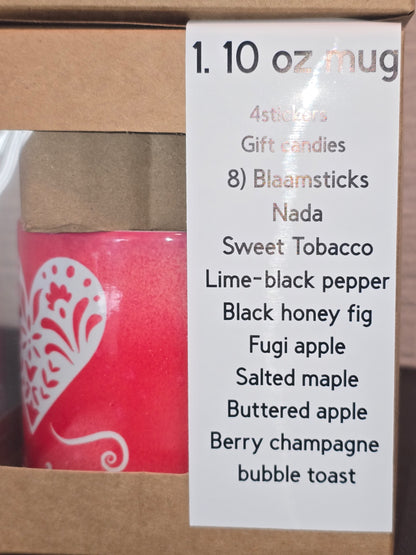 1. 10 oz mug
4stickers
Gift candies
8) Blaamsticks
Nada
Sweet Tobacco
Lime-black pepper
Black honey fig
Fugi apple
Salted maple
Buttered apple
Berry champagne
bubble toast